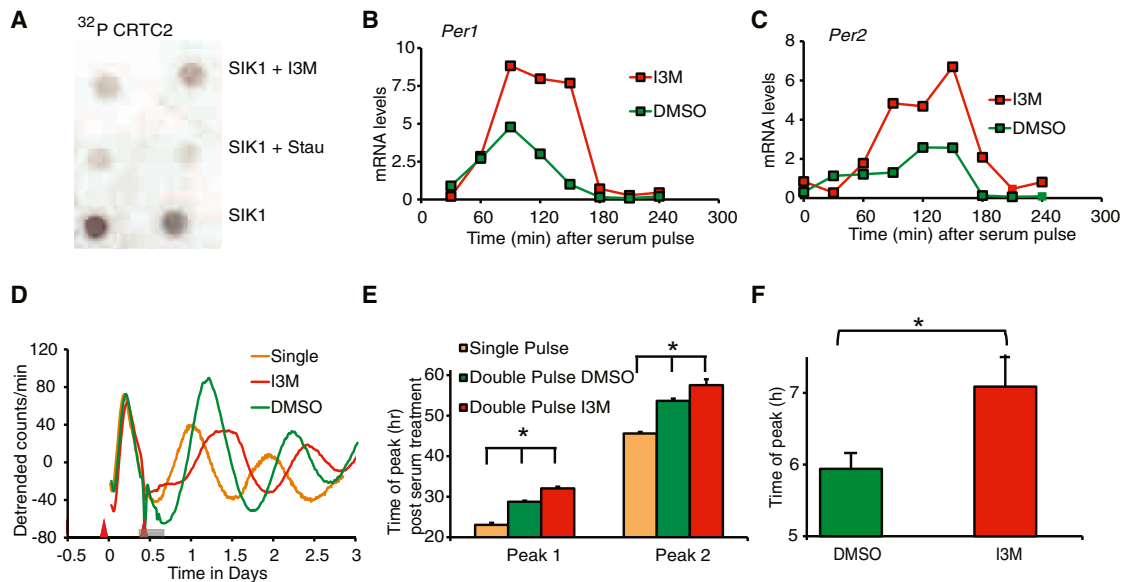 A
32P CRTC2
SIK1 + I3M
SIK1 + Stau
SIK1
B
Per1
mRNA levels
10
7.5
5
2.5
0
0 60 120 180 240 300
Time (min) after serum pulse
I3M
DMSO
C
Per2
mRNA levels
8
6
4
2
0
0 60 120 180 240 300
Time (min) after serum pulse
I3M
DMSO
D
Detrended counts/min
120
80
40
0
-40
-80
-0.5 0 0.5 1 1.5 2 2.5 3
Time in Days
Single
I3M
DMSO
E
Time of peak (hr)
post serum treatment
60
50
40
30
20
Single Pulse
Double Pulse DMSO
Double Pulse I3M
*
*
Peak 1 Peak 2
F
Time of peak (h)
7
6
5
*
DMSO I3M